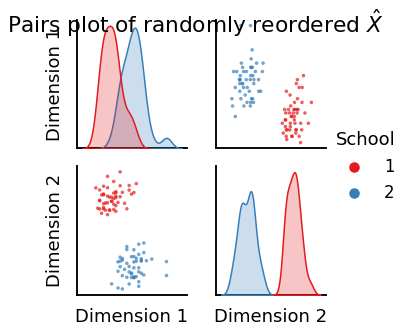 Pairs plot of randomly reordered X̂
Dimension 1
School
1
2
Dimension 2
Dimension 1
Dimension 2